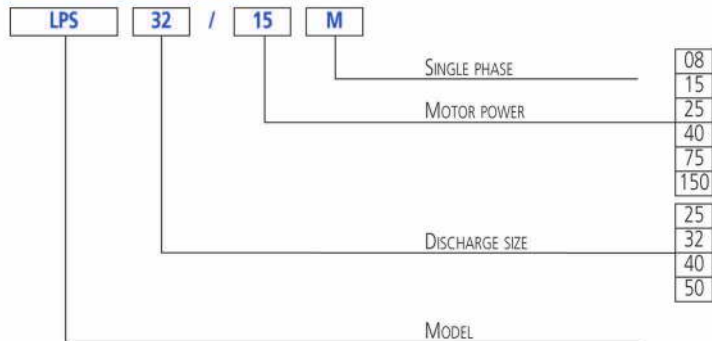 LPS 32 / 15 M
SINGLE PHASE
MOTOR POWER
08
15
25
40
75
150
DISCHARGE SIZE
25
32
40
50
MODEL